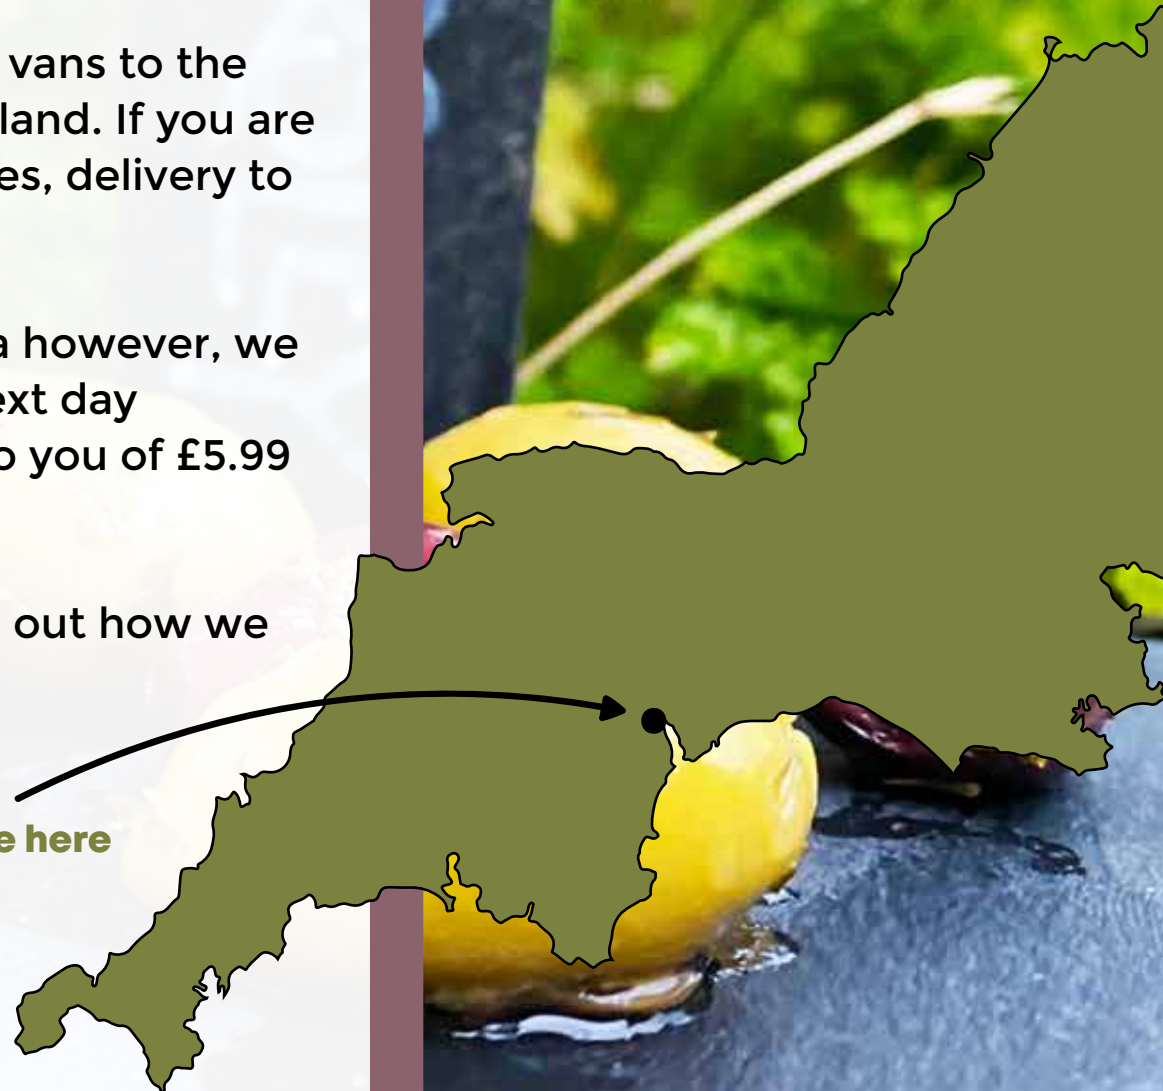 vans to the
land. If you are
es, delivery to
a however, we
ext day
o you of £5.99
out how we
e here